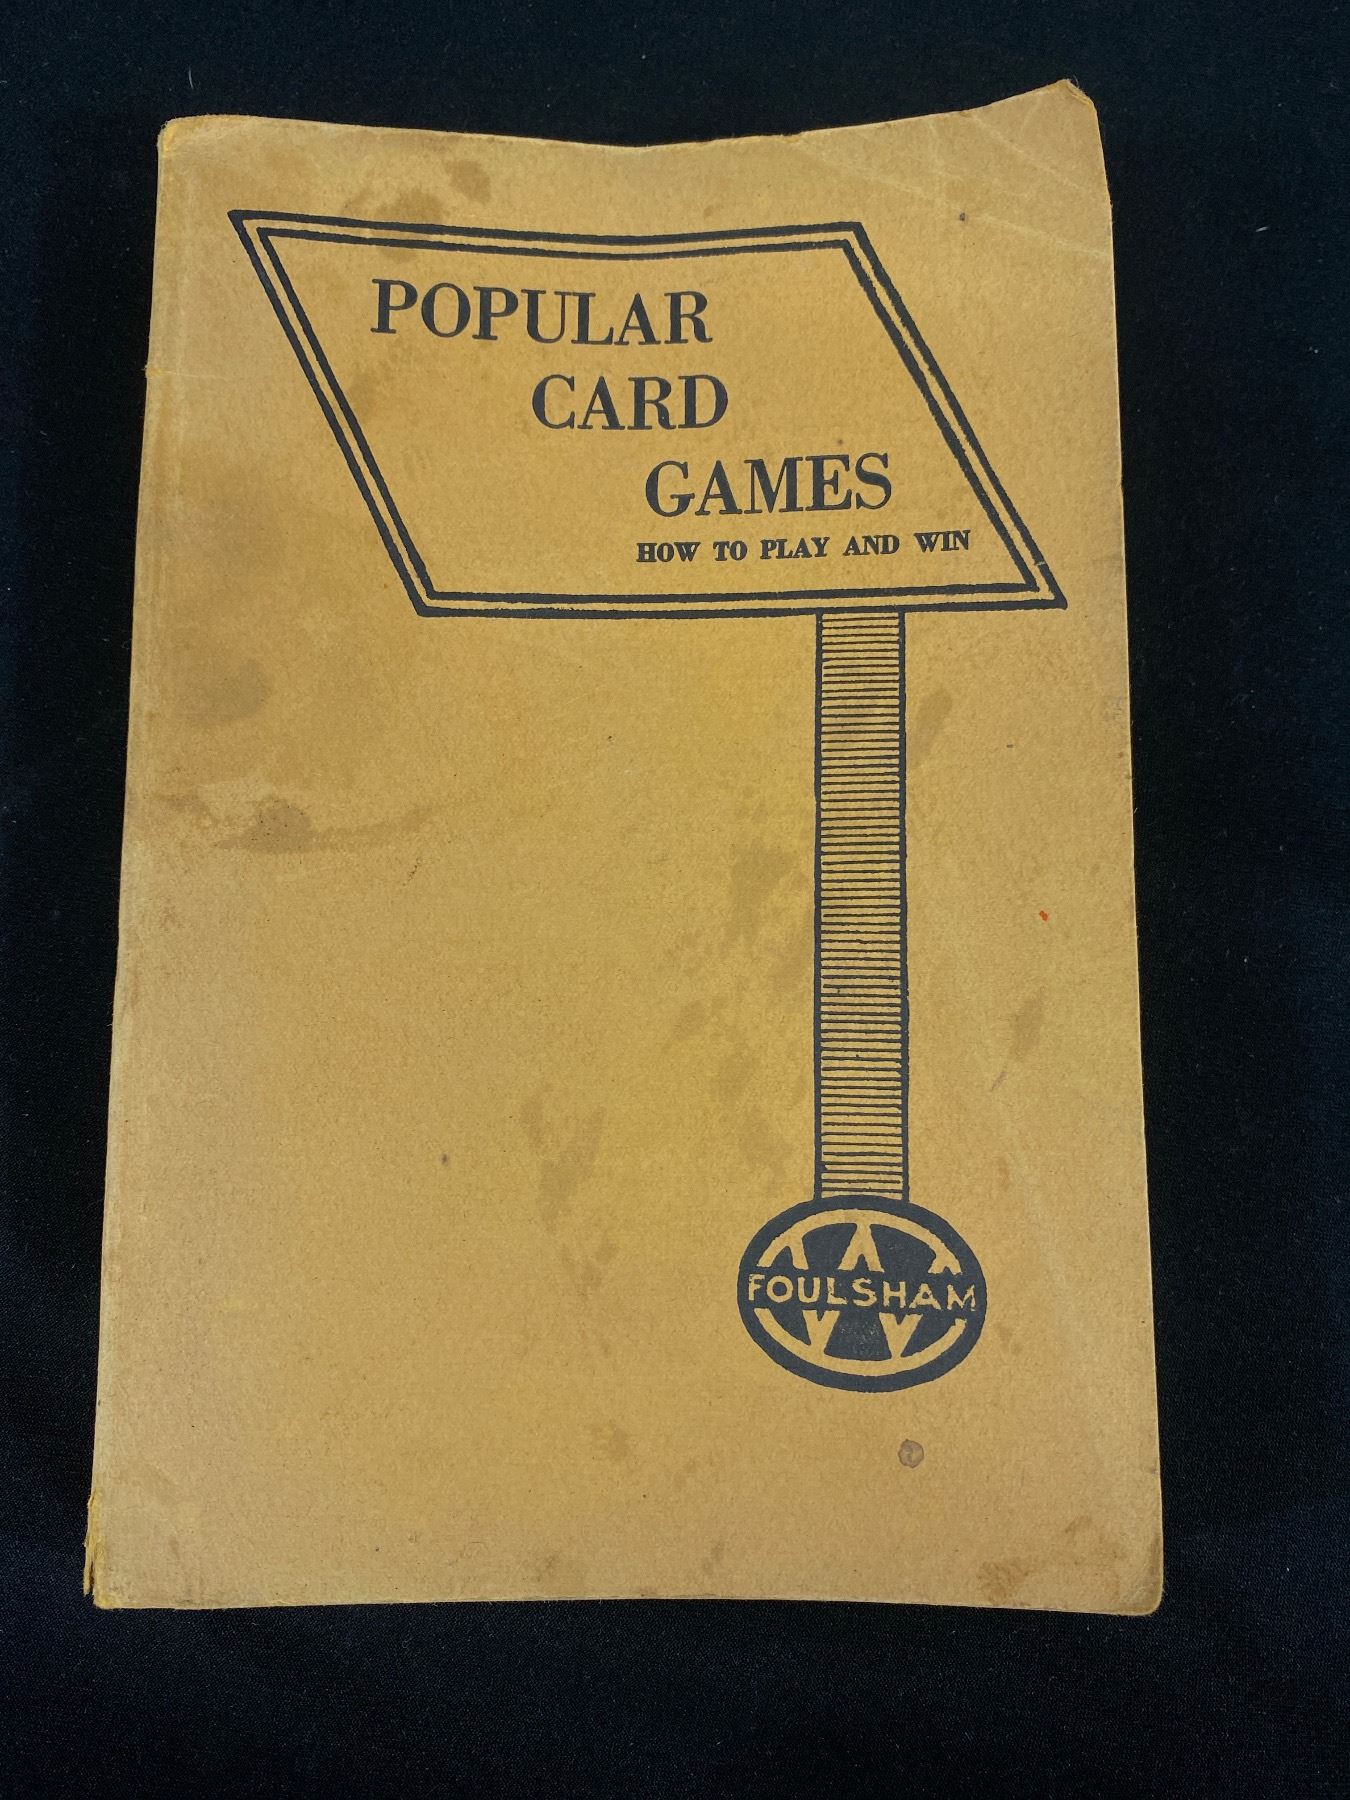 POPULAR
CARD
GAMES
HOW TO PLAY AND WIN
FOULSHAM